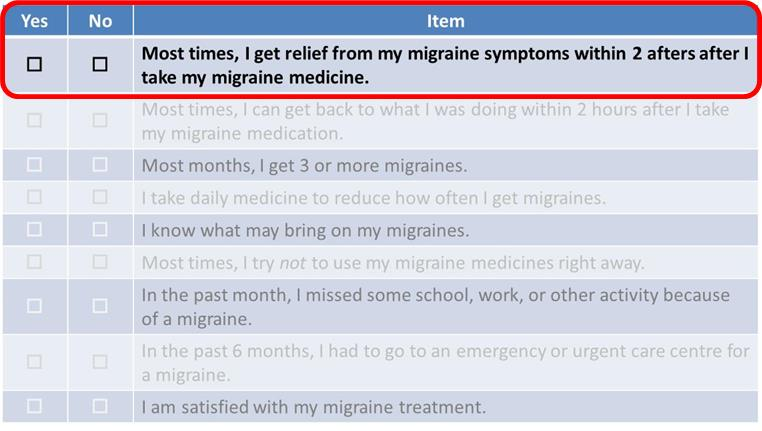 Yes No Item
☐ ☐ Most times, I get relief from my migraine symptoms within 2 afters after I
take my migraine medicine.
☐ ☐ Most times, I can get back to what I was doing within 2 hours after I take
my migraine medication.
☐ ☐ Most months, I get 3 or more migraines.
☐ ☐ I take daily medicine to reduce how often I get migraines.
☐ ☐ I know what may bring on my migraines.
☐ ☐ Most times, I try not to use my migraine medicines right away.
☐ ☐ In the past month, I missed some school, work, or other activity because
of a migraine.
☐ ☐ In the past 6 months, I had to go to an emergency or urgent care centre for
a migraine.
☐ ☐ I am satisfied with my migraine treatment.